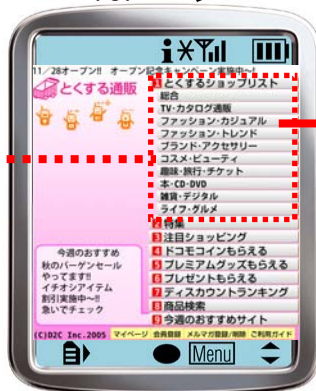 11/28オープン!! オープン記念キャンペーン実施中~!
とくする通販
1とくするショップリスト
総合
TV・カタログ通販
ファッション・カジュアル
ファッション・トレンド
ブランド・アクセサリー
コスメ・ビューティ
趣味・旅行・チケット
本・CD・DVD
雑貨・デジタル
ライフ・グルメ
2特集
3注目ショッピング
4ドコモコインもらえる
5プレミアムグッズもらえる
6プレゼントもらえる
7ディスカウントランキング
8商品検索
9今週のおすすめサイト
今週のおすすめ
秋のバーゲンセール
やってます!!
イチオシアイテム
割引実施中~!!
急いでチェック
(C)D2C Inc.2005 マイページ 会員登録 メルマガ登録/削除 ご利用ガイド
Menu